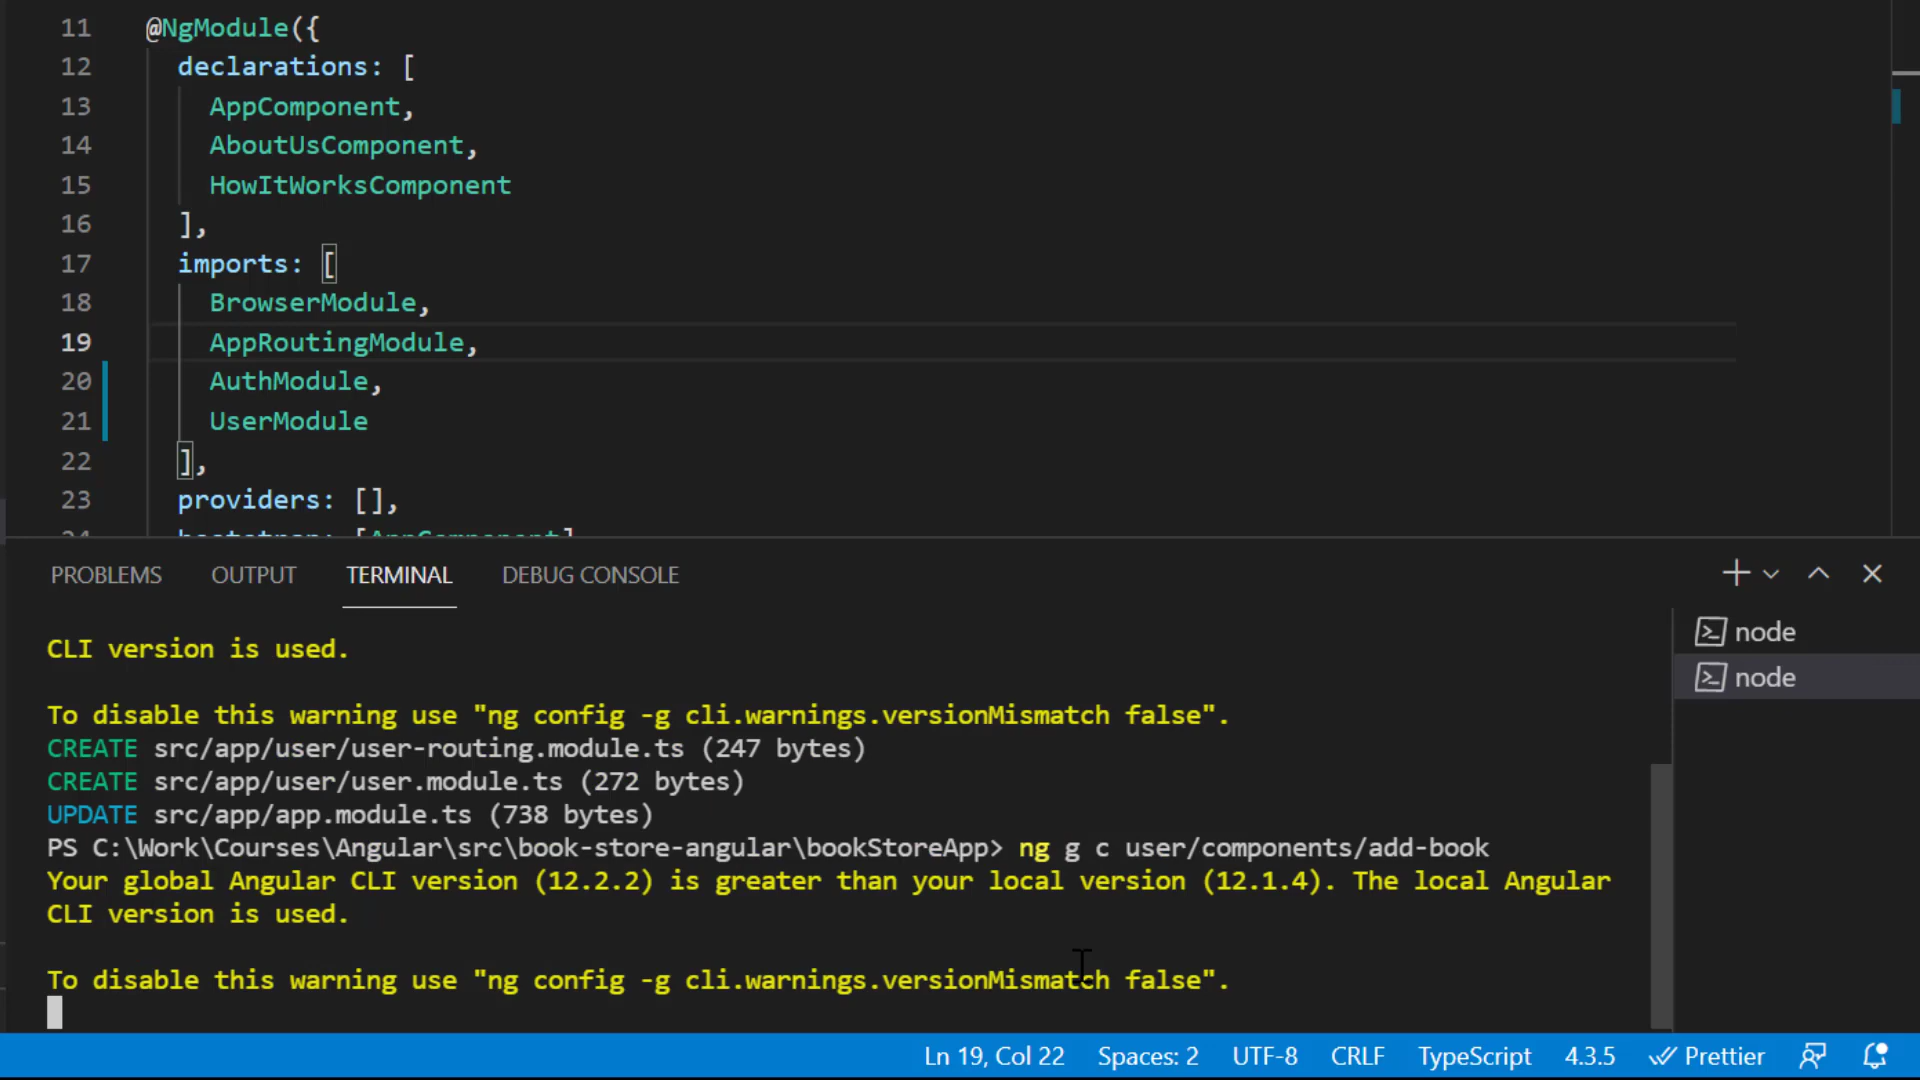 11 @NgModule({
12 declarations: [
13 AppComponent,
14 AboutUsComponent,
15 HowItWorksComponent
16 ],
17 imports: [
18 BrowserModule,
19 AppRoutingModule,
20 AuthModule,
21 UserModule
22 ],
23 providers: [],
24 bootstrap: [AppComponent]
PROBLEMS OUTPUT TERMINAL DEBUG CONSOLE
node
node
CLI version is used.
To disable this warning use "ng config -g cli.warnings.versionMismatch false".
CREATE src/app/user/user-routing.module.ts (247 bytes)
CREATE src/app/user/user.module.ts (272 bytes)
UPDATE src/app/app.module.ts (738 bytes)
PS C:\Work\Courses\Angular\src\book-store-angular\bookStoreApp> ng g c user/components/add-book
Your global Angular CLI version (12.2.2) is greater than your local version (12.1.4). The local Angular
CLI version is used.
To disable this warning use "ng config -g cli.warnings.versionMismatch false".
Ln 19, Col 22 Spaces: 2 UTF-8 CRLF TypeScript 4.3.5 Prettier